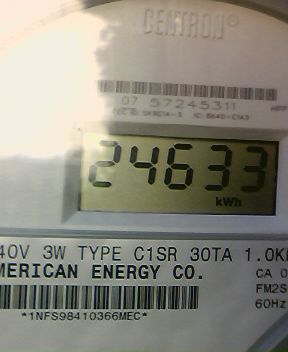 CENTRON®
07 57245311
24633
kWh
40V 3W TYPE C1SR 30TA 1.0K
MERICAN ENERGY CO.
CA 0
FM2S
60Hz
*1NFS98410366MEC*